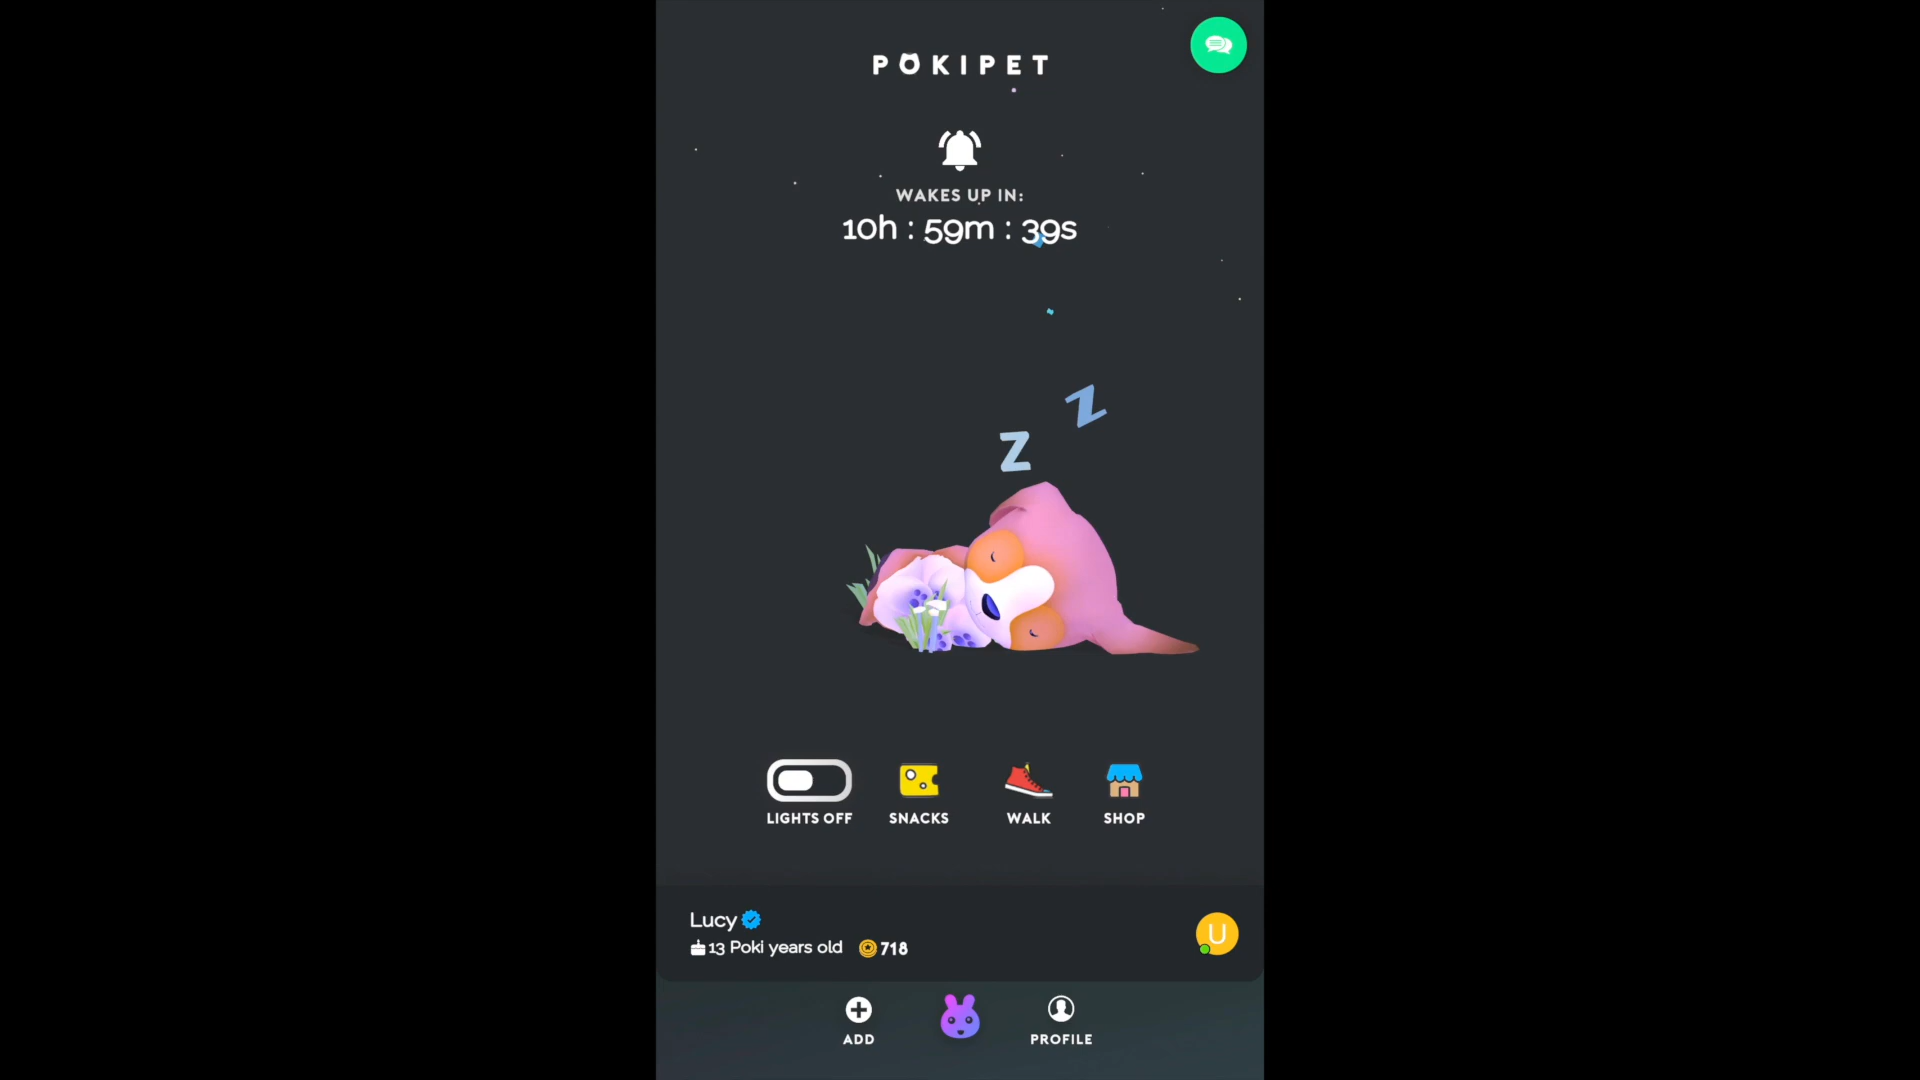 POKIPET
WAKES UP IN:
10h : 59m : 39s
Z
Z
LIGHTS OFF
SNACKS
WALK
SHOP
Lucy
13 Poki years old
718
U
ADD
PROFILE